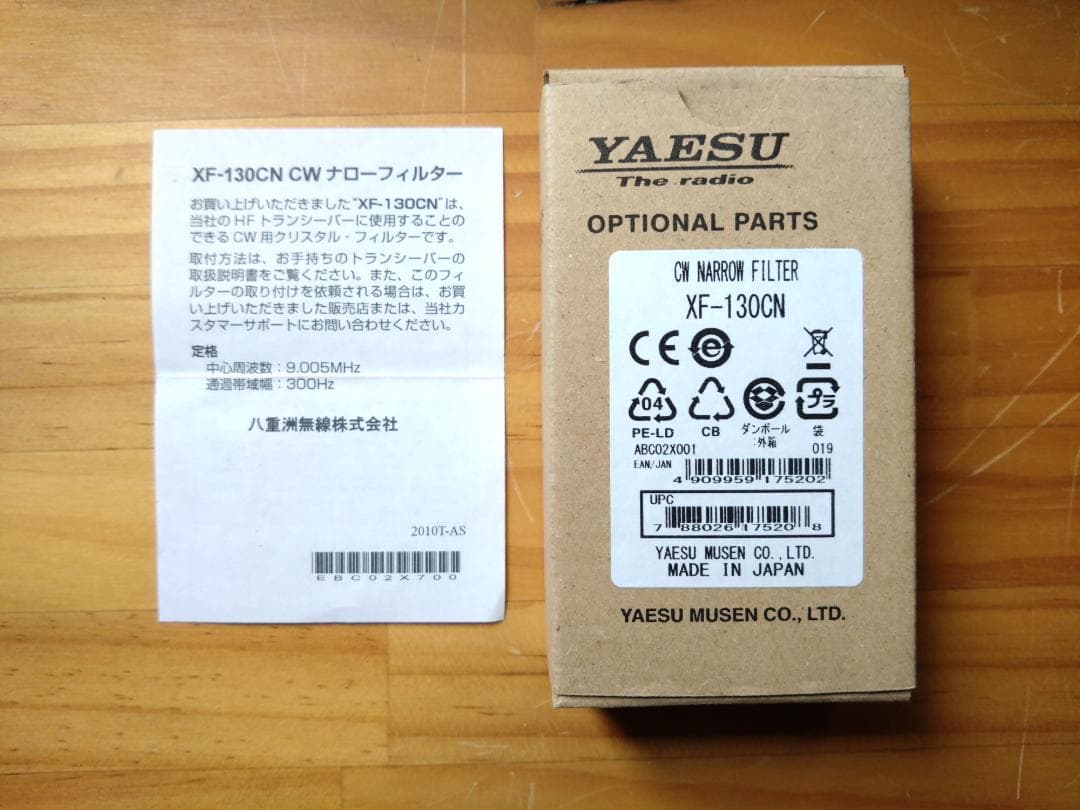 XF-130CN CW ナローフィルター
お買い上げいただきました"XF-130CN"は、
当社のHFトランシーバーに使用することの
できるCW用クリスタル・フィルターです。
取付方法は、お手持ちのトランシーバーの
取扱説明書をご覧ください。また、このフィ
ルターの取り付けを依頼される場合は、お買
い上げいただきました販売店または、当社カ
スタマーサポートにお問い合わせください。
定格
中心周波数：9.005MHz
通過帯域幅：300Hz
八重洲無線株式会社
2010T-AS
EBC02X700
YAESU
The radio
OPTIONAL PARTS
CW NARROW FILTER
XF-130CN
CE e
04 プラ
PE-LD CB ダンボール 袋
:外箱
ABC02X001 019
EAN/JAN
4 909959 175202
UPC
7 88026 17520 8
YAESU MUSEN CO.,LTD.
MADE IN JAPAN
YAESU MUSEN CO., LTD.